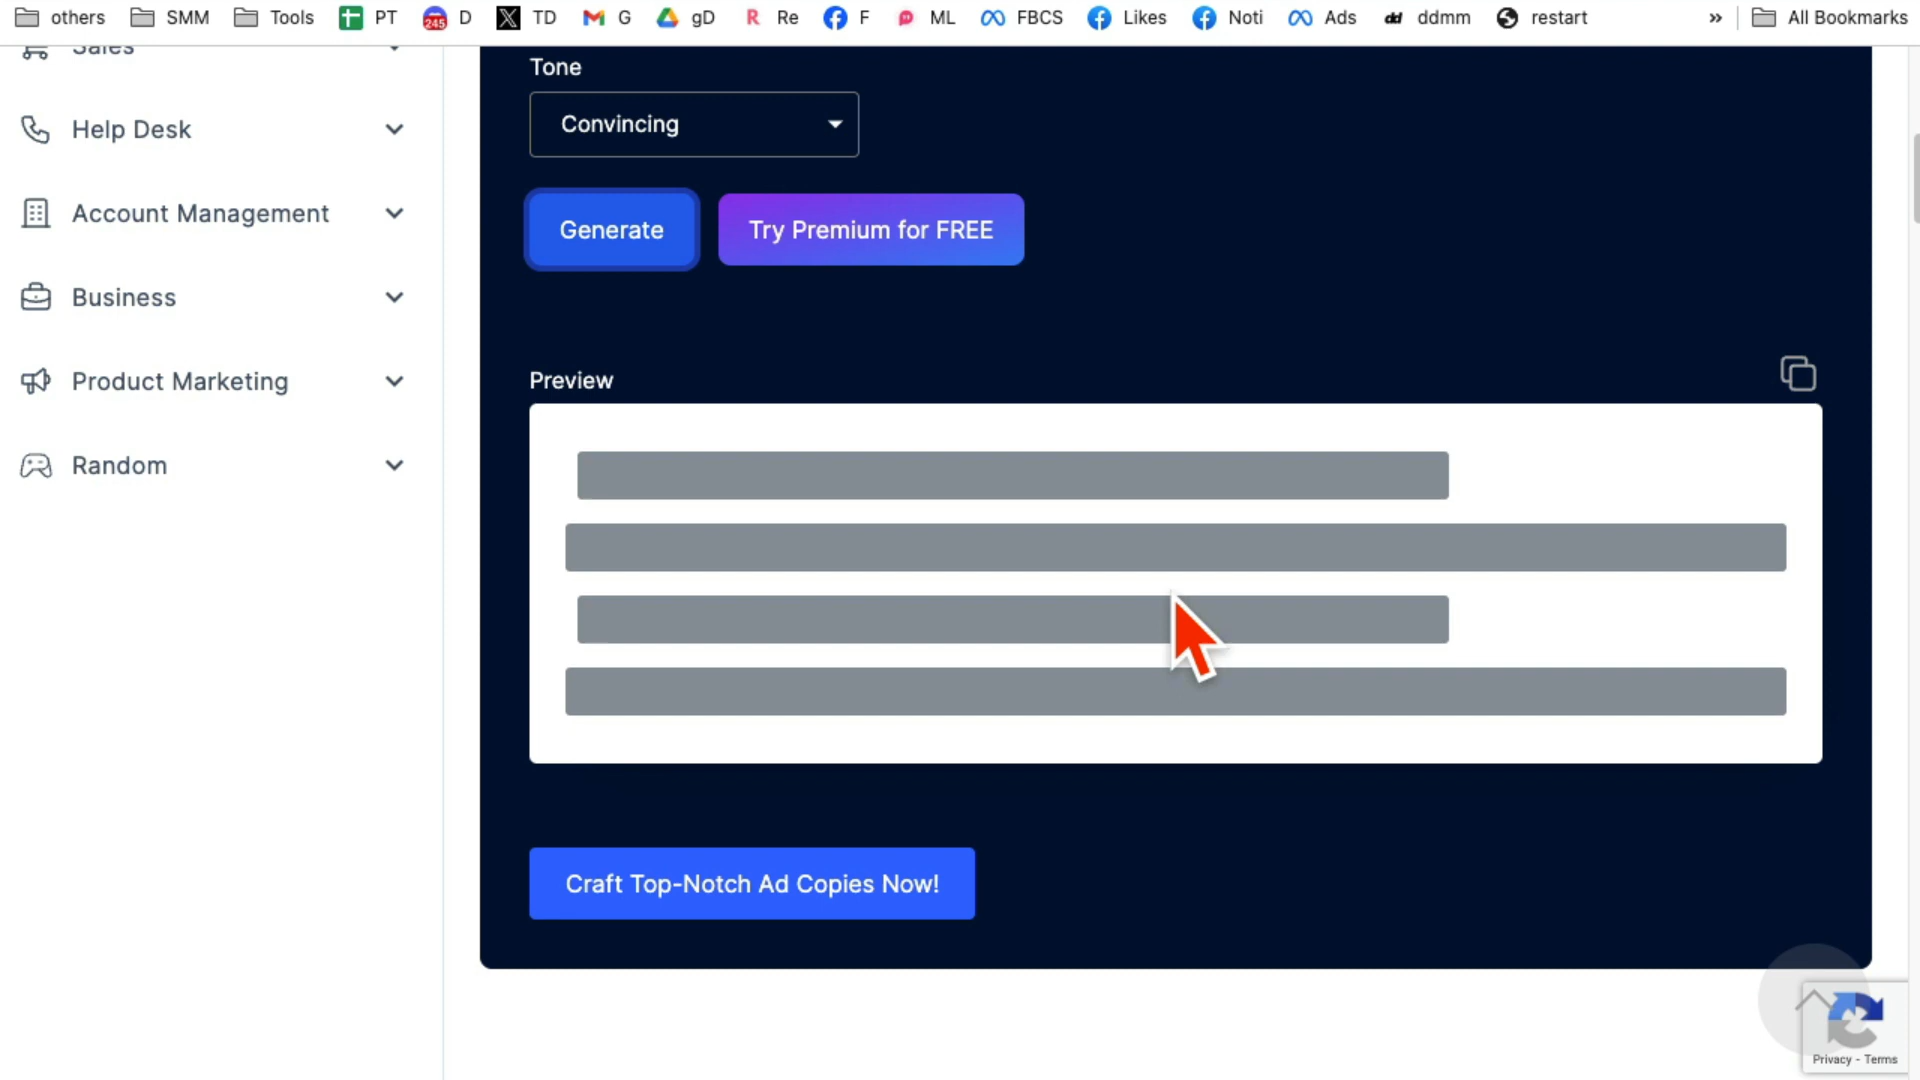 others SMM Tools PT 245 D TD G gD Re F ML FBCS Likes Noti Ads ddmm restart » All Bookmarks
Sales
Help Desk
Account Management
Business
Product Marketing
Random
Tone
Convincing
Generate Try Premium for FREE
Preview
Craft Top-Notch Ad Copies Now!
Privacy - Terms